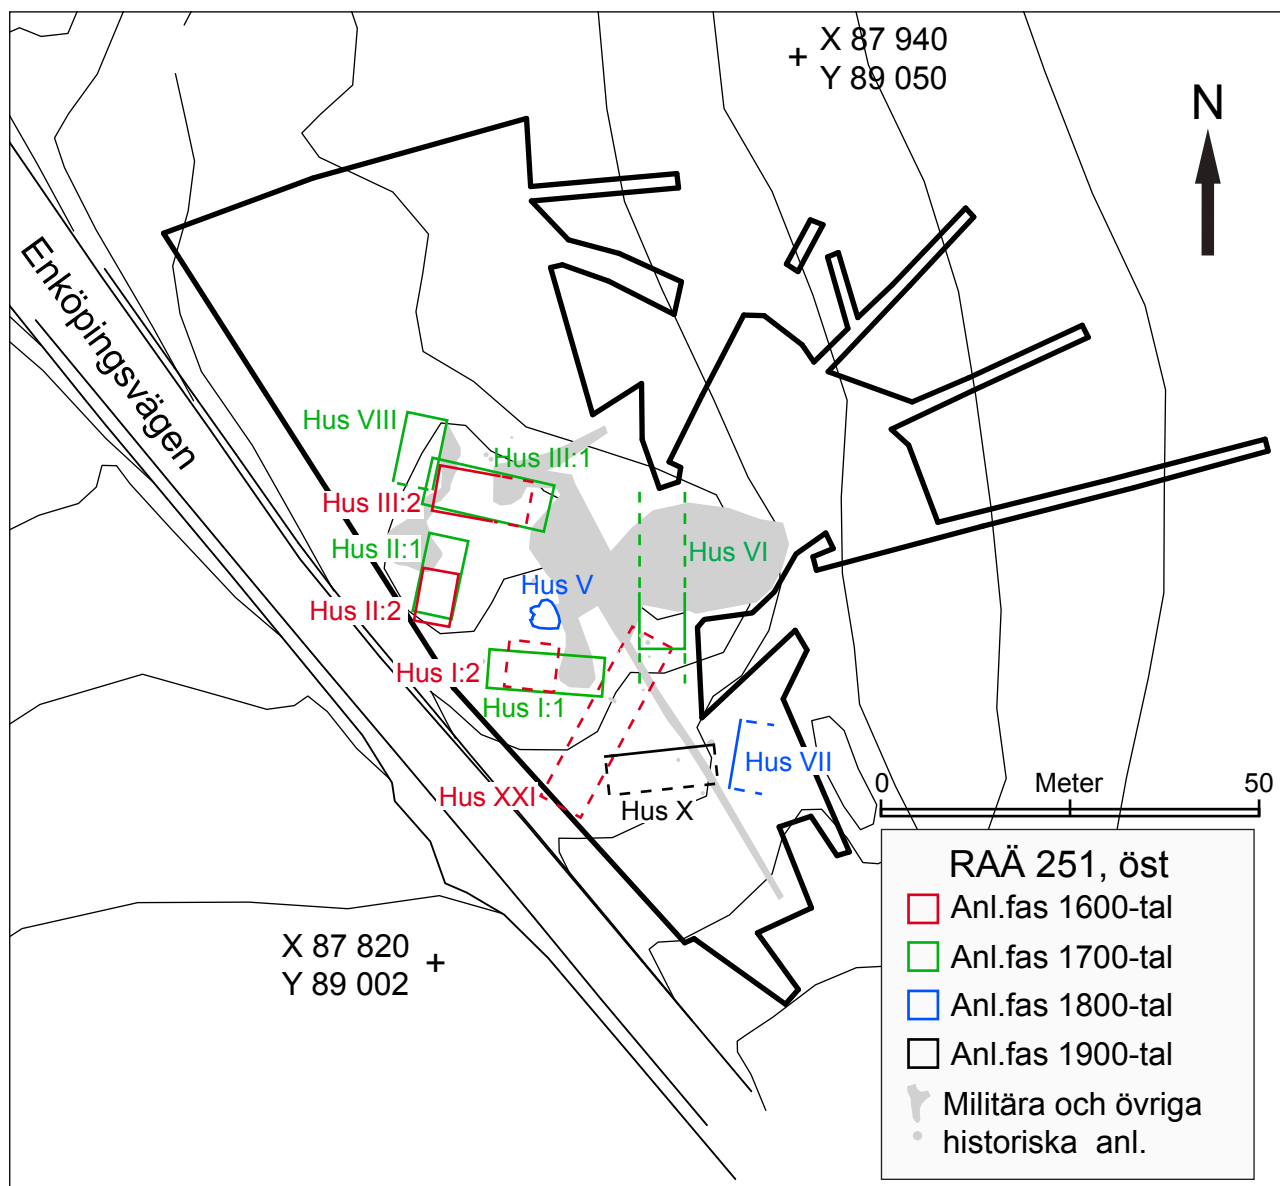 X 87 940
Y 89 050
N
Enköpingsvägen
Hus VIII
Hus III:1
Hus III:2
Hus II:1
Hus VI
Hus V
Hus II:2
Hus I:2
Hus I:1
Hus VII
Hus XXI
Hus X
0 Meter 50
RAÄ 251, öst
Anl.fas 1600-tal
Anl.fas 1700-tal
Anl.fas 1800-tal
Anl.fas 1900-tal
Militära och övriga
historiska anl.
X 87 820
Y 89 002